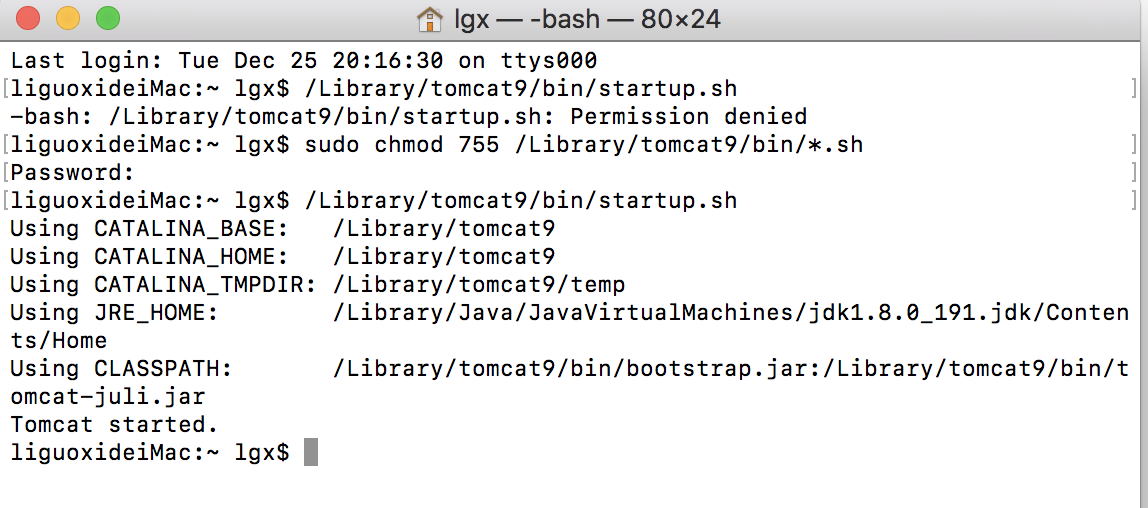 lgx — -bash — 80×24
Last login: Tue Dec 25 20:16:30 on ttys000
[liguoxideiMac:~ lgx$ /Library/tomcat9/bin/startup.sh ]
-bash: /Library/tomcat9/bin/startup.sh: Permission denied
[liguoxideiMac:~ lgx$ sudo chmod 755 /Library/tomcat9/bin/*.sh ]
[Password: ]
[liguoxideiMac:~ lgx$ /Library/tomcat9/bin/startup.sh ]
Using CATALINA_BASE:   /Library/tomcat9
Using CATALINA_HOME:   /Library/tomcat9
Using CATALINA_TMPDIR: /Library/tomcat9/temp
Using JRE_HOME:        /Library/Java/JavaVirtualMachines/jdk1.8.0_191.jdk/Conten
ts/Home
Using CLASSPATH:       /Library/tomcat9/bin/bootstrap.jar:/Library/tomcat9/bin/t
omcat-juli.jar
Tomcat started.
liguoxideiMac:~ lgx$